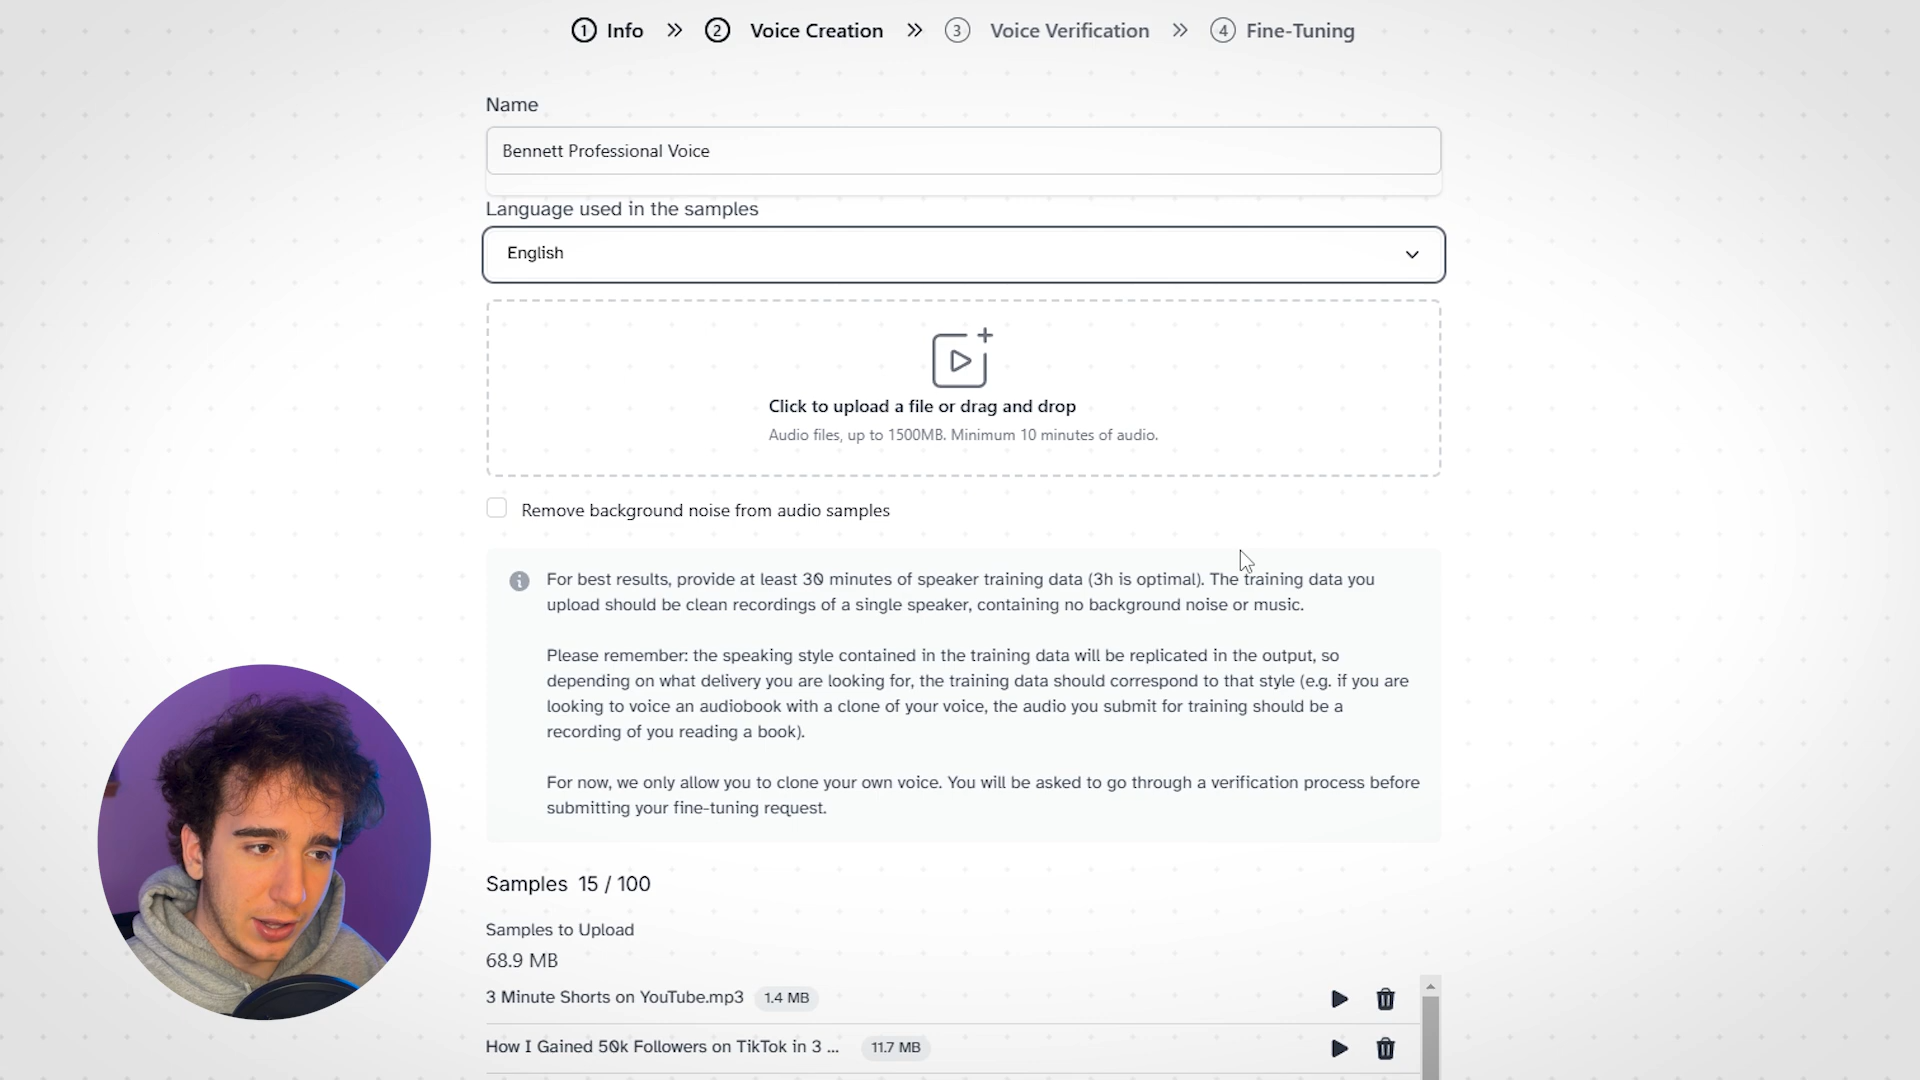 1 Info » 2 Voice Creation » 3 Voice Verification » 4 Fine-Tuning
Name
Bennett Professional Voice
Language used in the samples
English
Click to upload a file or drag and drop
Audio files, up to 1500MB. Minimum 10 minutes of audio.
Remove background noise from audio samples
For best results, provide at least 30 minutes of speaker training data (3h is optimal). The training data you
upload should be clean recordings of a single speaker, containing no background noise or music.
Please remember: the speaking style contained in the training data will be replicated in the output, so
depending on what delivery you are looking for, the training data should correspond to that style (e.g. if you are
looking to voice an audiobook with a clone of your voice, the audio you submit for training should be a
recording of you reading a book).
For now, we only allow you to clone your own voice. You will be asked to go through a verification process before
submitting your fine-tuning request.
Samples 15 / 100
Samples to Upload
68.9 MB
3 Minute Shorts on YouTube.mp3 1.4 MB
How I Gained 50k Followers on TikTok in 3 ... 11.7 MB